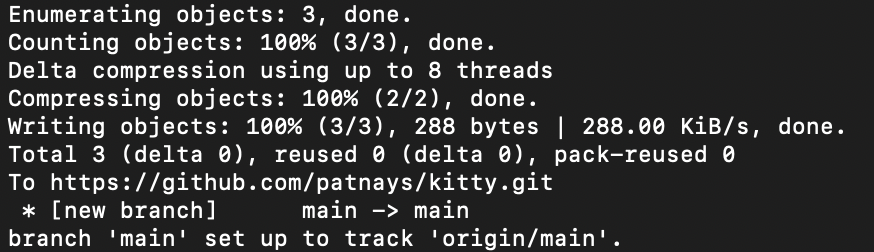 Enumerating objects: 3, done.
Counting objects: 100% (3/3), done.
Delta compression using up to 8 threads
Compressing objects: 100% (2/2), done.
Writing objects: 100% (3/3), 288 bytes | 288.00 KiB/s, done.
Total 3 (delta 0), reused 0 (delta 0), pack-reused 0
To https://github.com/patnays/kitty.git
 * [new branch]      main -> main
branch 'main' set up to track 'origin/main'.